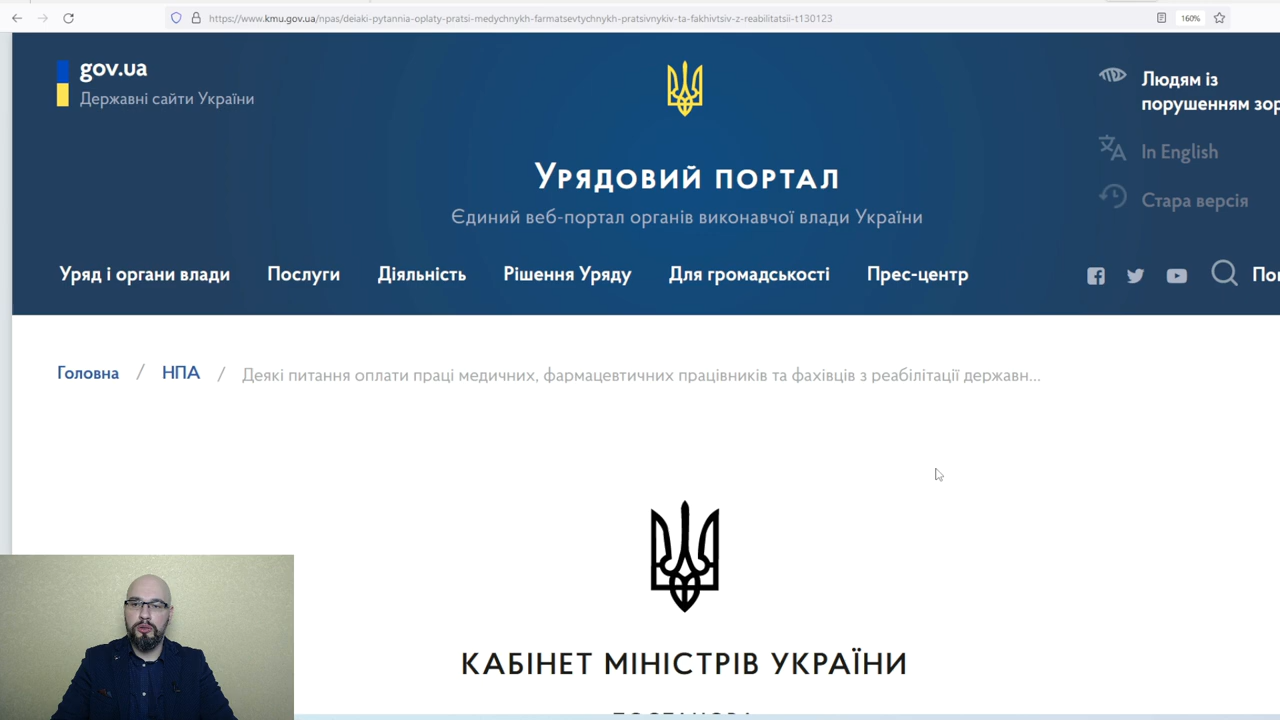 https://www.kmu.gov.ua/npas/deiaki-pytannia-oplaty-pratsi-medychnykh-farmatsevtychnykh-pratsivnykiv-ta-fakhivtsiv-z-reabilitatsii-t130123
160%
gov.ua
Державні сайти України
Людям із
порушенням зор
In English
Стара версія
Урядовий портал
Єдиний веб-портал органів виконавчої влади України
Уряд і органи влади
Послуги
Діяльність
Рішення Уряду
Для громадськості
Прес-центр
По
Головна / НПА / Деякі питання оплати праці медичних, фармацевтичних працівників та фахівців з реабілітації державн...
КАБІНЕТ МІНІСТРІВ УКРАЇНИ